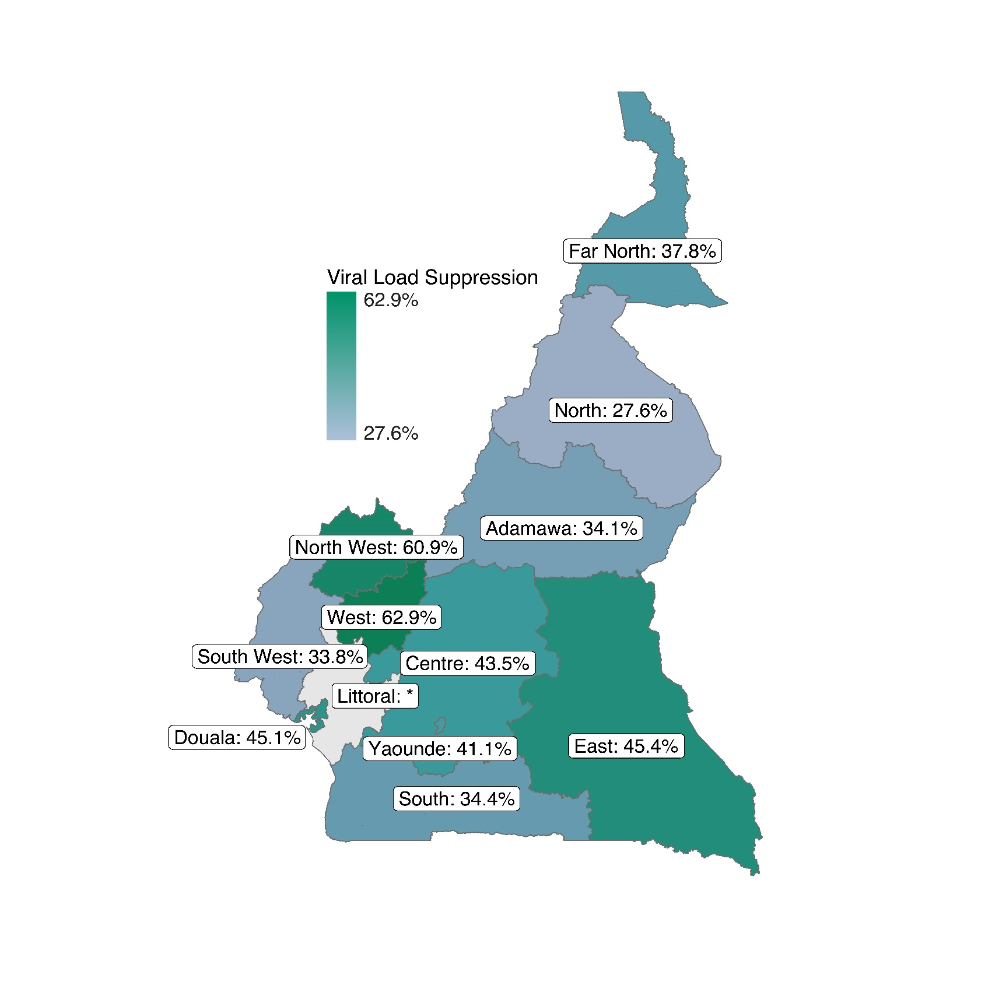 Far North: 37.8%
Viral Load Suppression
62.9%
27.6%
North: 27.6%
Adamawa: 34.1%
North West: 60.9%
West: 62.9%
South West: 33.8%
Centre: 43.5%
Littoral: *
Douala: 45.1%
Yaounde: 41.1%
East: 45.4%
South: 34.4%